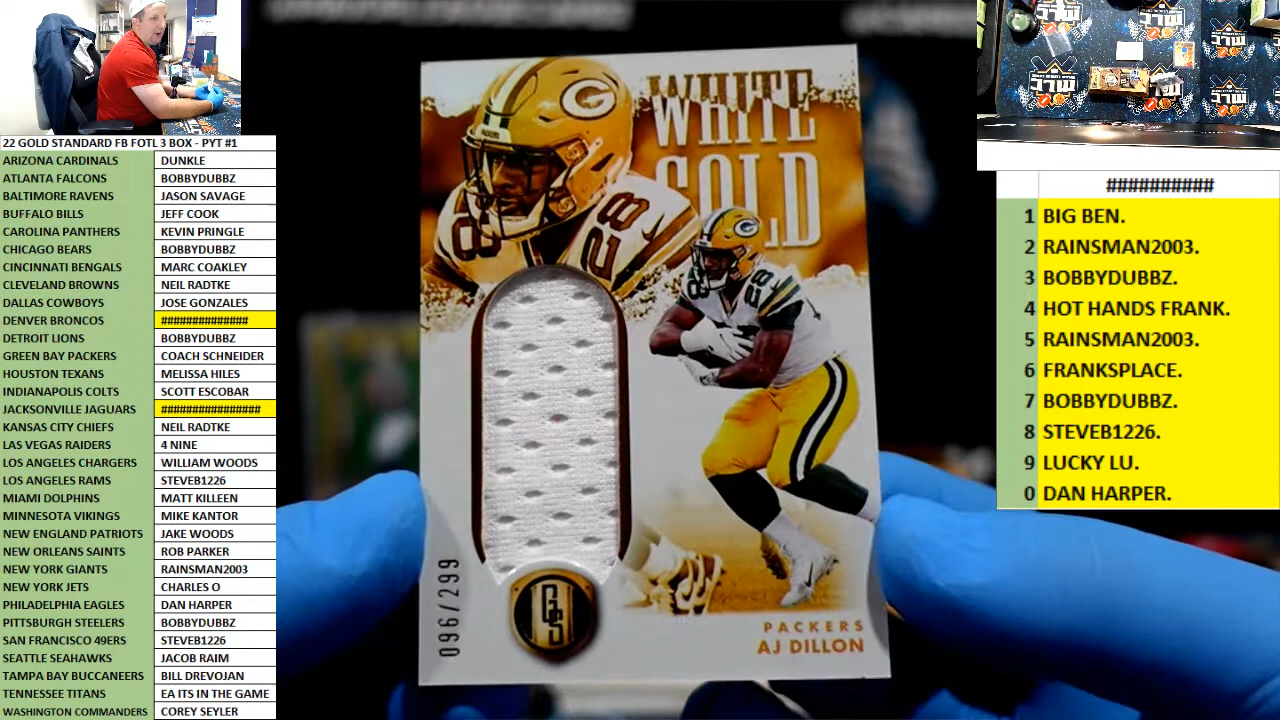 22 GOLD STANDARD FB FOTL 3 BOX - PYT #1
ARIZONA CARDINALS DUNKLE
ATLANTA FALCONS BOBBYDUBBZ
BALTIMORE RAVENS JASON SAVAGE
BUFFALO BILLS JEFF COOK
CAROLINA PANTHERS KEVIN PRINGLE
CHICAGO BEARS BOBBYDUBBZ
CINCINNATI BENGALS MARC COAKLEY
CLEVELAND BROWNS NEIL RADTKE
DALLAS COWBOYS JOSE GONZALES
DENVER BRONCOS ##############
DETROIT LIONS BOBBYDUBBZ
GREEN BAY PACKERS COACH SCHNEIDER
HOUSTON TEXANS MELISSA HILES
INDIANAPOLIS COLTS SCOTT ESCOBAR
JACKSONVILLE JAGUARS ################
KANSAS CITY CHIEFS NEIL RADTKE
LAS VEGAS RAIDERS 4 NINE
LOS ANGELES CHARGERS WILLIAM WOODS
LOS ANGELES RAMS STEVEB1226
MIAMI DOLPHINS MATT KILLEEN
MINNESOTA VIKINGS MIKE KANTOR
NEW ENGLAND PATRIOTS JAKE WOODS
NEW ORLEANS SAINTS ROB PARKER
NEW YORK GIANTS RAINSMAN2003
NEW YORK JETS CHARLES O
PHILADELPHIA EAGLES DAN HARPER
PITTSBURGH STEELERS BOBBYDUBBZ
SAN FRANCISCO 49ERS STEVEB1226
SEATTLE SEAHAWKS JACOB RAIM
TAMPA BAY BUCCANEERS BILL DREVOJAN
TENNESSEE TITANS EA ITS IN THE GAME
WASHINGTON COMMANDERS COREY SEYLER
WHITE
GOLD
G
28
28
096/299
GS
PACKERS
AJ DILLON
##########
1 BIG BEN.
2 RAINSMAN2003.
3 BOBBYDUBBZ.
4 HOT HANDS FRANK.
5 RAINSMAN2003.
6 FRANKSPLACE.
7 BOBBYDUBBZ.
8 STEVEB1226.
9 LUCKY LU.
0 DAN HARPER.